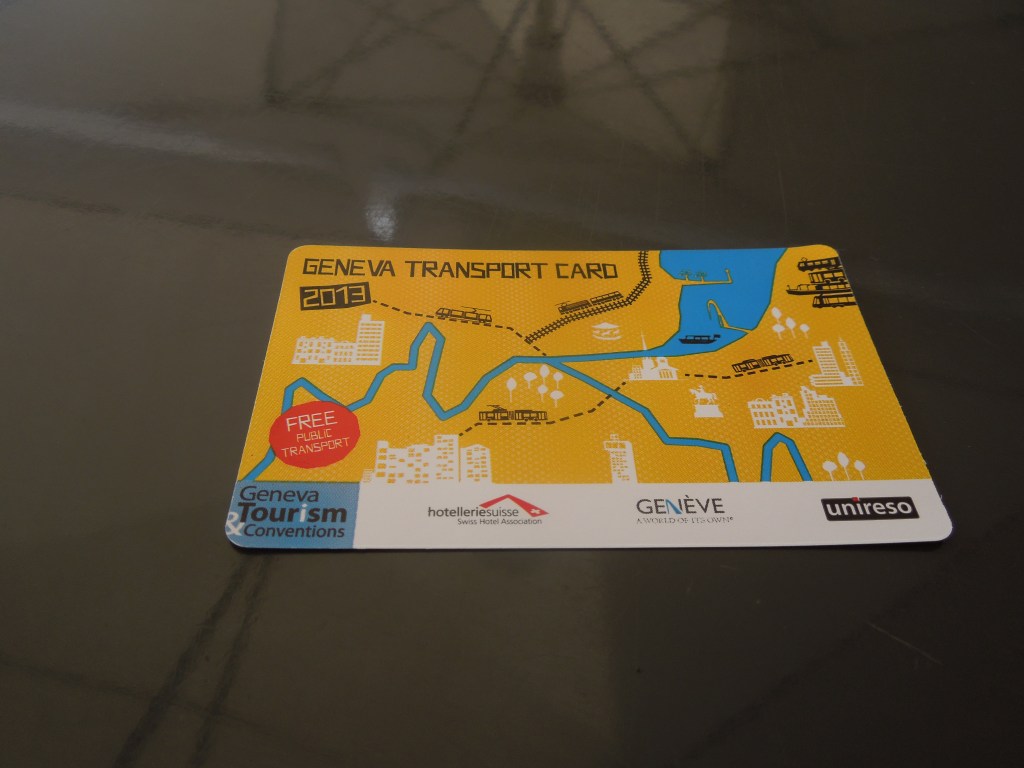 GENEVA TRANSPORT CARD
2013
FREE
PUBLIC
TRANSPORT
Geneva
Tourism
& Conventions
hotelleriesuisse
Swiss Hotel Association
GENÈVE
A WORLD OF ITS OWN®
unireso